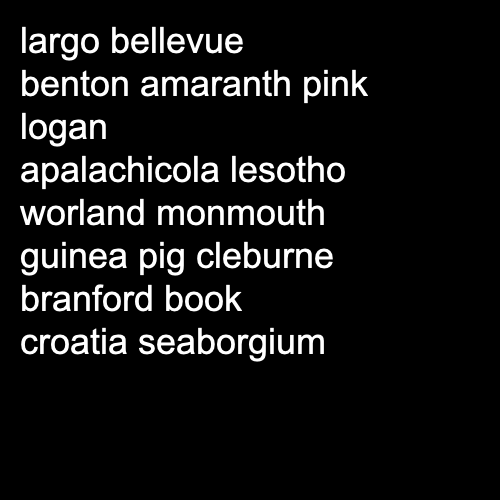 largo bellevue
benton amaranth pink
logan
apalachicola lesotho
worland monmouth
guinea pig cleburne
branford book
croatia seaborgium